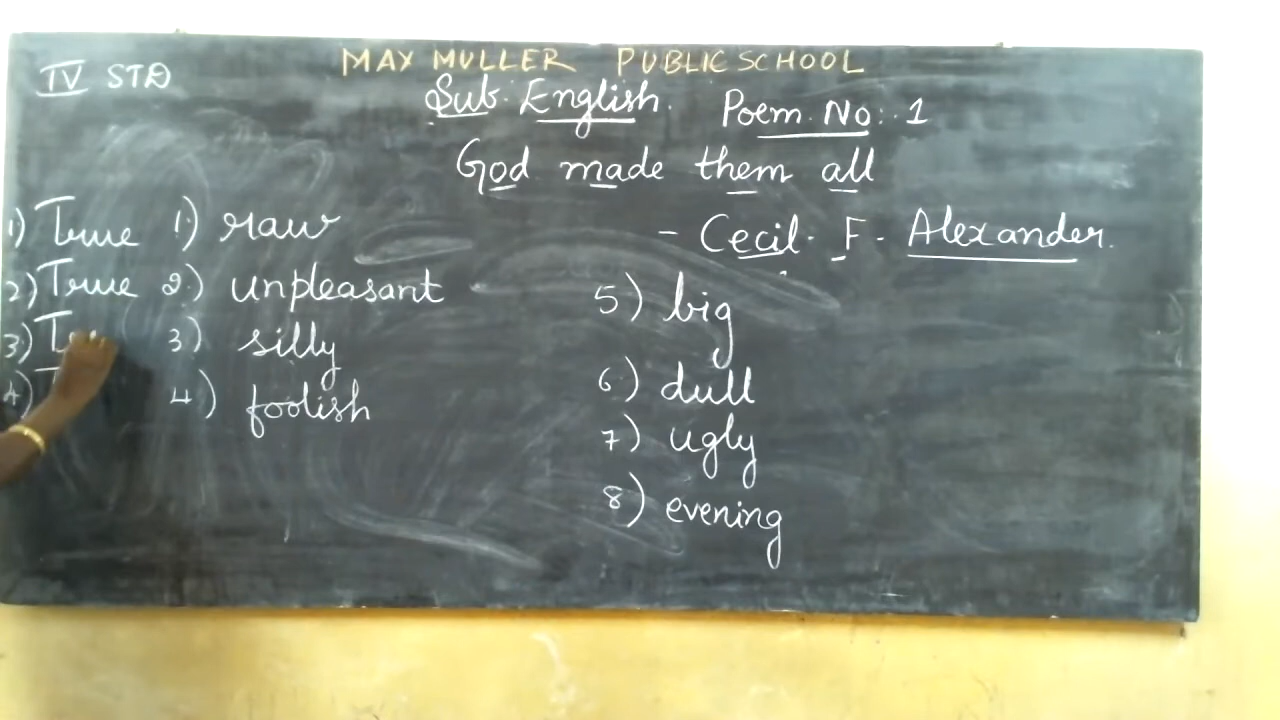 MAX MULLER PUBLIC SCHOOL
IV STD
Sub: English. Poem No: 1
God made them all
- Cecil. F. Alexander.
1) True 1) raw
2) True 2) unpleasant
3) 3) silly
4) 4) foolish
5) big
6) dull
7) ugly
8) evening